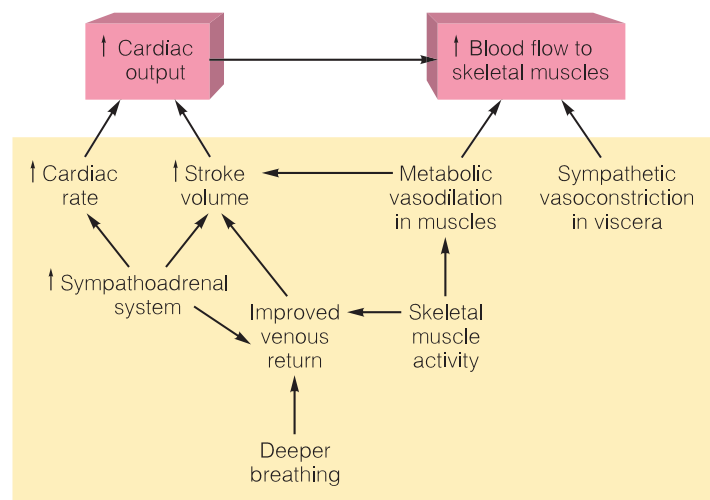 ↑ Cardiac
output
↑ Blood flow to
skeletal muscles
↑ Cardiac
rate
↑ Stroke
volume
Metabolic
vasodilation
in muscles
Sympathetic
vasoconstriction
in viscera
↑ Sympathoadrenal
system
Improved
venous
return
Skeletal
muscle
activity
Deeper
breathing